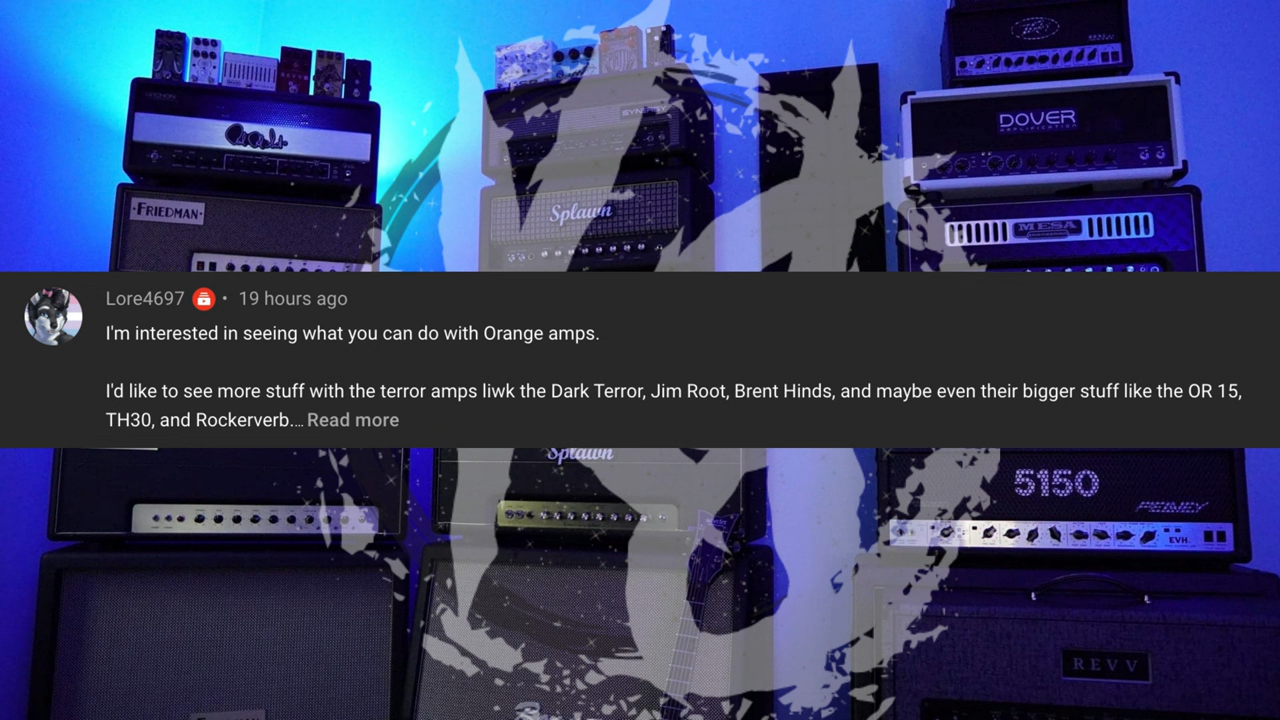 SYNERGY
DOVER
AMPLIFICATION
FRIEDMAN
Splawn
MESA
Lore4697 • 19 hours ago
I'm interested in seeing what you can do with Orange amps.
I'd like to see more stuff with the terror amps liwk the Dark Terror, Jim Root, Brent Hinds, and maybe even their bigger stuff like the OR 15,
TH30, and Rockerverb... Read more
Splawn
5150
PEAVEY
EVH
REVV